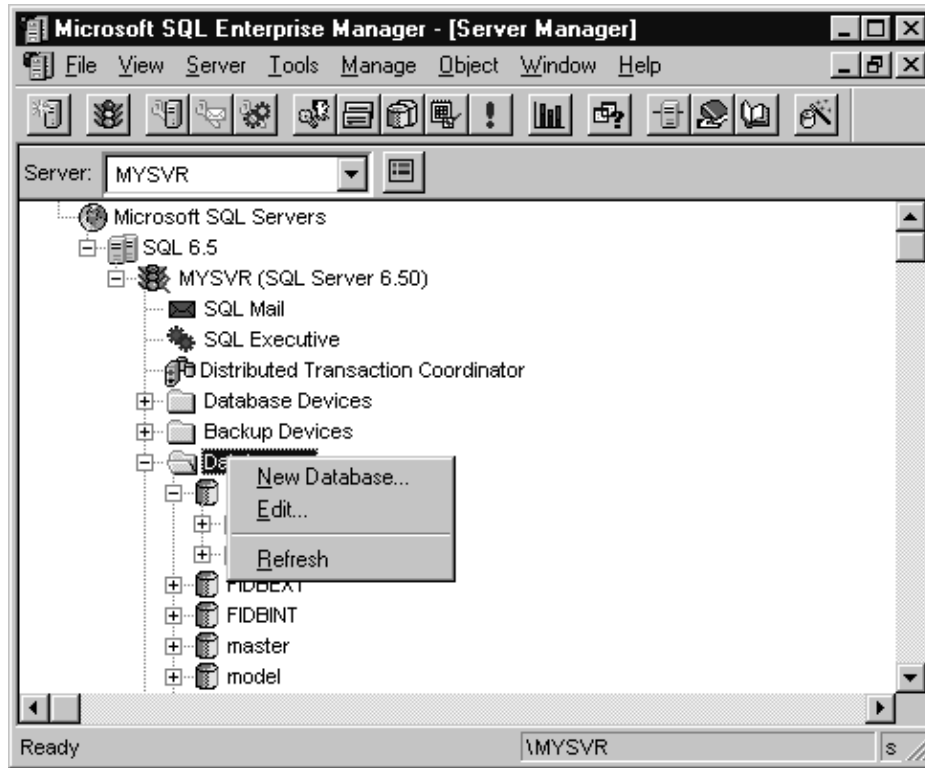 Microsoft SQL Enterprise Manager - [Server Manager]
File View Server Tools Manage Object Window Help
Server: MYSVR
Microsoft SQL Servers
SQL 6.5
MYSVR (SQL Server 6.50)
SQL Mail
SQL Executive
Distributed Transaction Coordinator
Database Devices
Backup Devices
New Database...
Edit...
Refresh
FIDBEXT
FIDBINT
master
model
Ready \MYSVR s